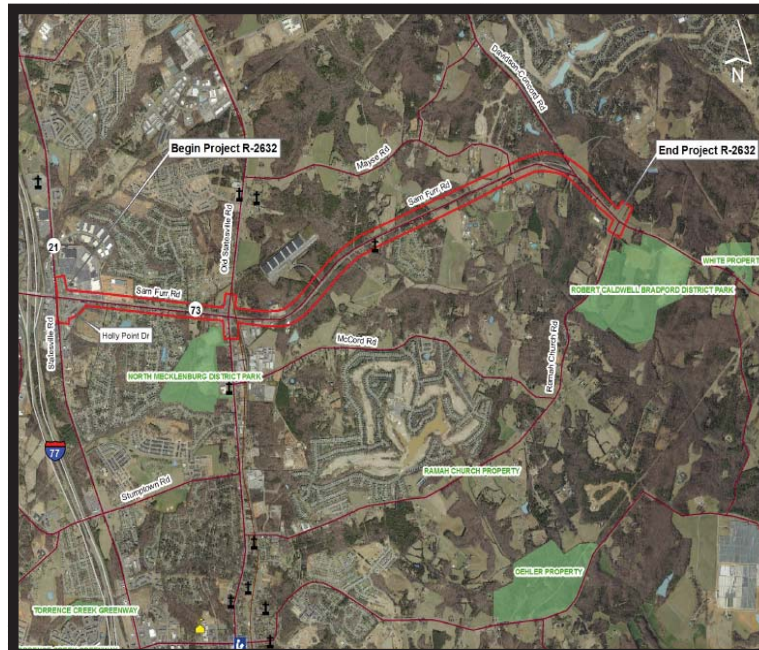 Davidson-Concord Rd
N
Begin Project R-2632
End Project R-2632
Mayse Rd
Sam Furr Rd
Old Statesville Rd
21
WHITE PROPERT
Sam Furr Rd
73
ROBERT CALDWELL BRADFORD DISTRICT PARK
Statesville Rd
Holly Point Dr
McCord Rd
Ramah Church Rd
NORTH MECKLENBURG DISTRICT PARK
77
RAMAH CHURCH PROPERTY
Stumptown Rd
OEHLER PROPERTY
TORRENCE CREEK GREENWAY